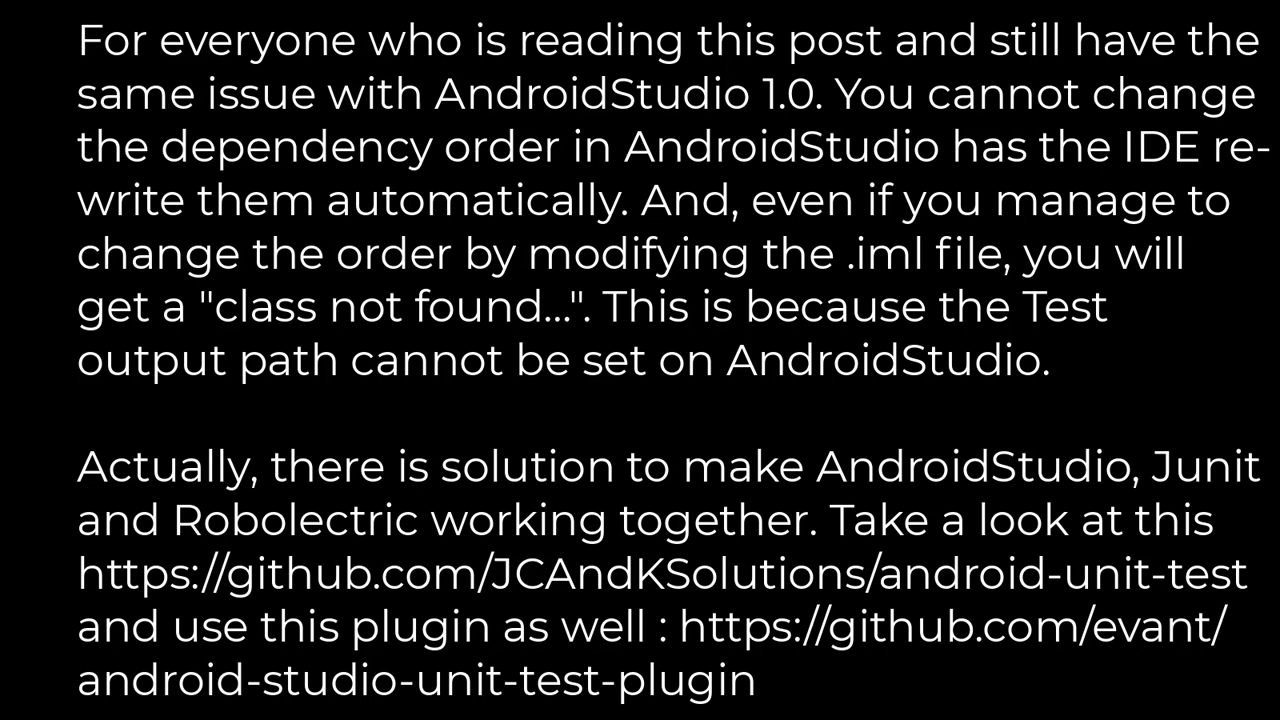 For everyone who is reading this post and still have the
same issue with AndroidStudio 1.0. You cannot change
the dependency order in AndroidStudio has the IDE re-
write them automatically. And, even if you manage to
change the order by modifying the .iml file, you will
get a "class not found...". This is because the Test
output path cannot be set on AndroidStudio.

Actually, there is solution to make AndroidStudio, Junit
and Robolectric working together. Take a look at this
https://github.com/JCAndKSolutions/android-unit-test
and use this plugin as well : https://github.com/evant/
android-studio-unit-test-plugin